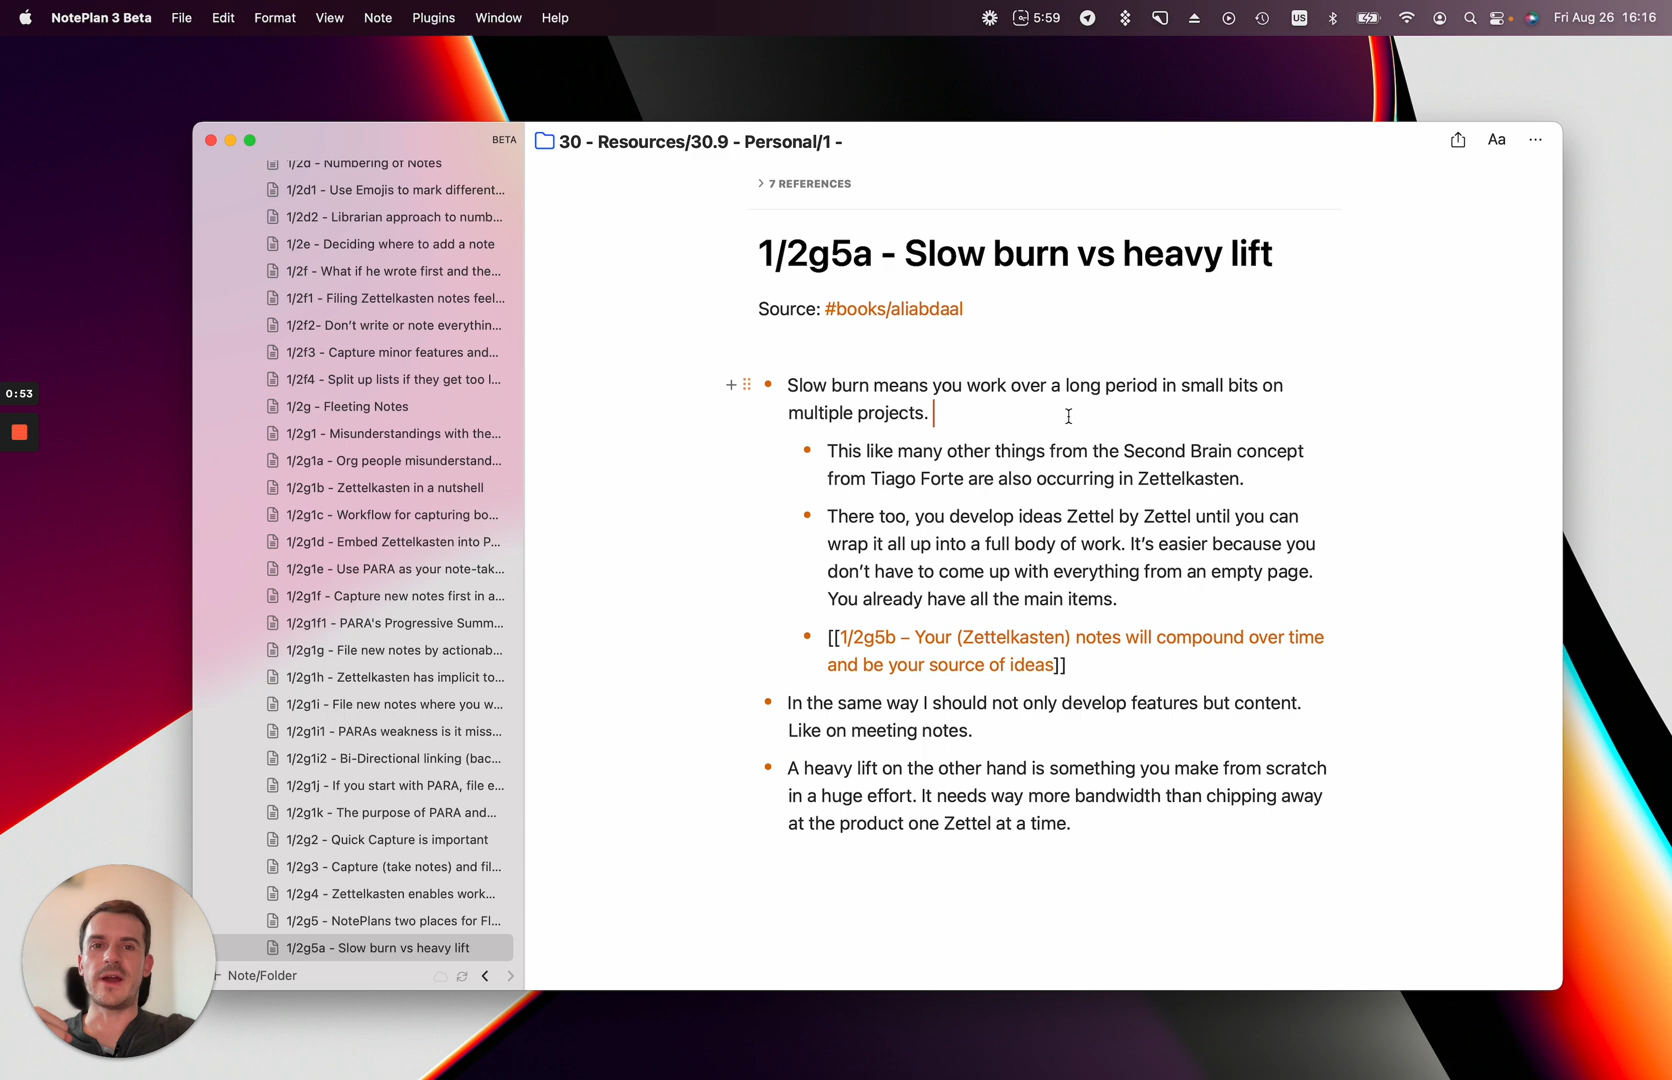 NotePlan 3 Beta File Edit Format View Note Plugins Window Help 5:59 US Fri Aug 26 16:16
BETA
30 - Resources/30.9 - Personal/1 -
Aa
1/2d - Numbering of Notes
1/2d1 - Use Emojis to mark different...
1/2d2 - Librarian approach to numb...
1/2e - Deciding where to add a note
1/2f - What if he wrote first and the...
1/2f1 - Filing Zettelkasten notes feel...
1/2f2- Don't write or note everythin...
1/2f3 - Capture minor features and...
1/2f4 - Split up lists if they get too l...
1/2g - Fleeting Notes
1/2g1 - Misunderstandings with the...
1/2g1a - Org people misunderstand...
1/2g1b - Zettelkasten in a nutshell
1/2g1c - Workflow for capturing bo...
1/2g1d - Embed Zettelkasten into P...
1/2g1e - Use PARA as your note-tak...
1/2g1f - Capture new notes first in a...
1/2g1f1 - PARA's Progressive Summ...
1/2g1g - File new notes by actionab...
1/2g1h - Zettelkasten has implicit to...
1/2g1i - File new notes where you w...
1/2g1i1 - PARAs weakness is it miss...
1/2g1i2 - Bi-Directional linking (bac...
1/2g1j - If you start with PARA, file e...
1/2g1k - The purpose of PARA and...
1/2g2 - Quick Capture is important
1/2g3 - Capture (take notes) and fil...
1/2g4 - Zettelkasten enables work...
1/2g5 - NotePlans two places for Fl...
1/2g5a - Slow burn vs heavy lift
Note/Folder
7 REFERENCES
1/2g5a - Slow burn vs heavy lift
Source: #books/aliabdaal
Slow burn means you work over a long period in small bits on
multiple projects.
This like many other things from the Second Brain concept
from Tiago Forte are also occurring in Zettelkasten.
There too, you develop ideas Zettel by Zettel until you can
wrap it all up into a full body of work. It's easier because you
don't have to come up with everything from an empty page.
You already have all the main items.
[[1/2g5b – Your (Zettelkasten) notes will compound over time
and be your source of ideas]]
In the same way I should not only develop features but content.
Like on meeting notes.
A heavy lift on the other hand is something you make from scratch
in a huge effort. It needs way more bandwidth than chipping away
at the product one Zettel at a time.
0:53